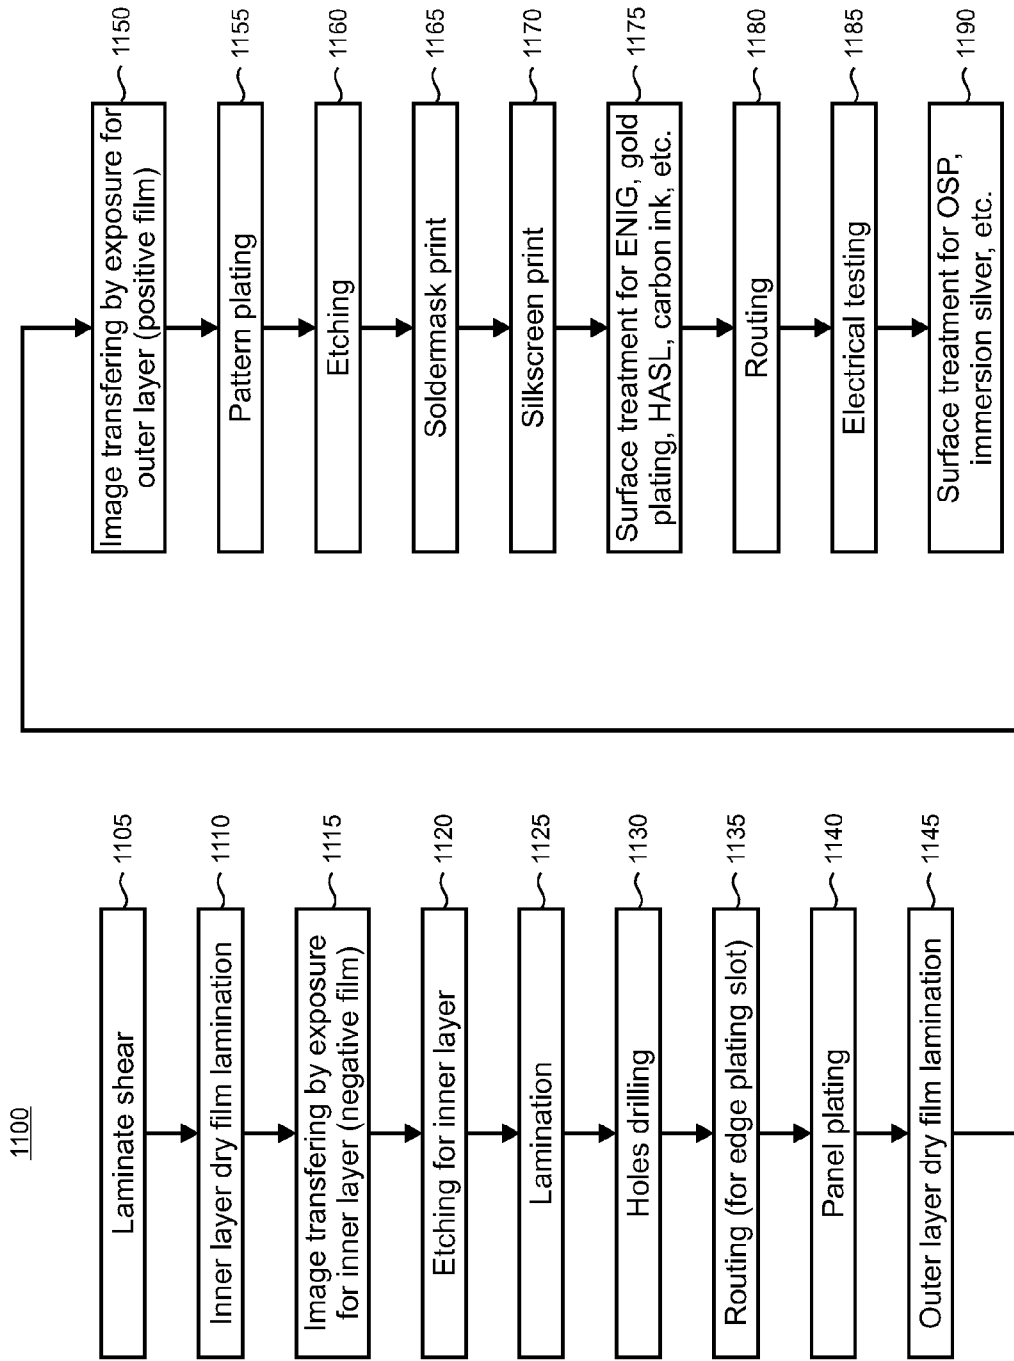 1100
Laminate shear
1105
Inner layer dry film lamination
1110
Image transfering by exposure
for inner layer (negative film)
1115
Etching for inner layer
1120
Lamination
1125
Holes drilling
1130
Routing (for edge plating slot)
1135
Panel plating
1140
Outer layer dry film lamination
1145
Image transfering by exposure for
outer layer (positive film)
1150
Pattern plating
1155
Etching
1160
Soldermask print
1165
Silkscreen print
1170
Surface treatment for ENIG, gold
plating, HASL, carbon ink, etc.
1175
Routing
1180
Electrical testing
1185
Surface treatment for OSP,
immersion silver, etc.
1190